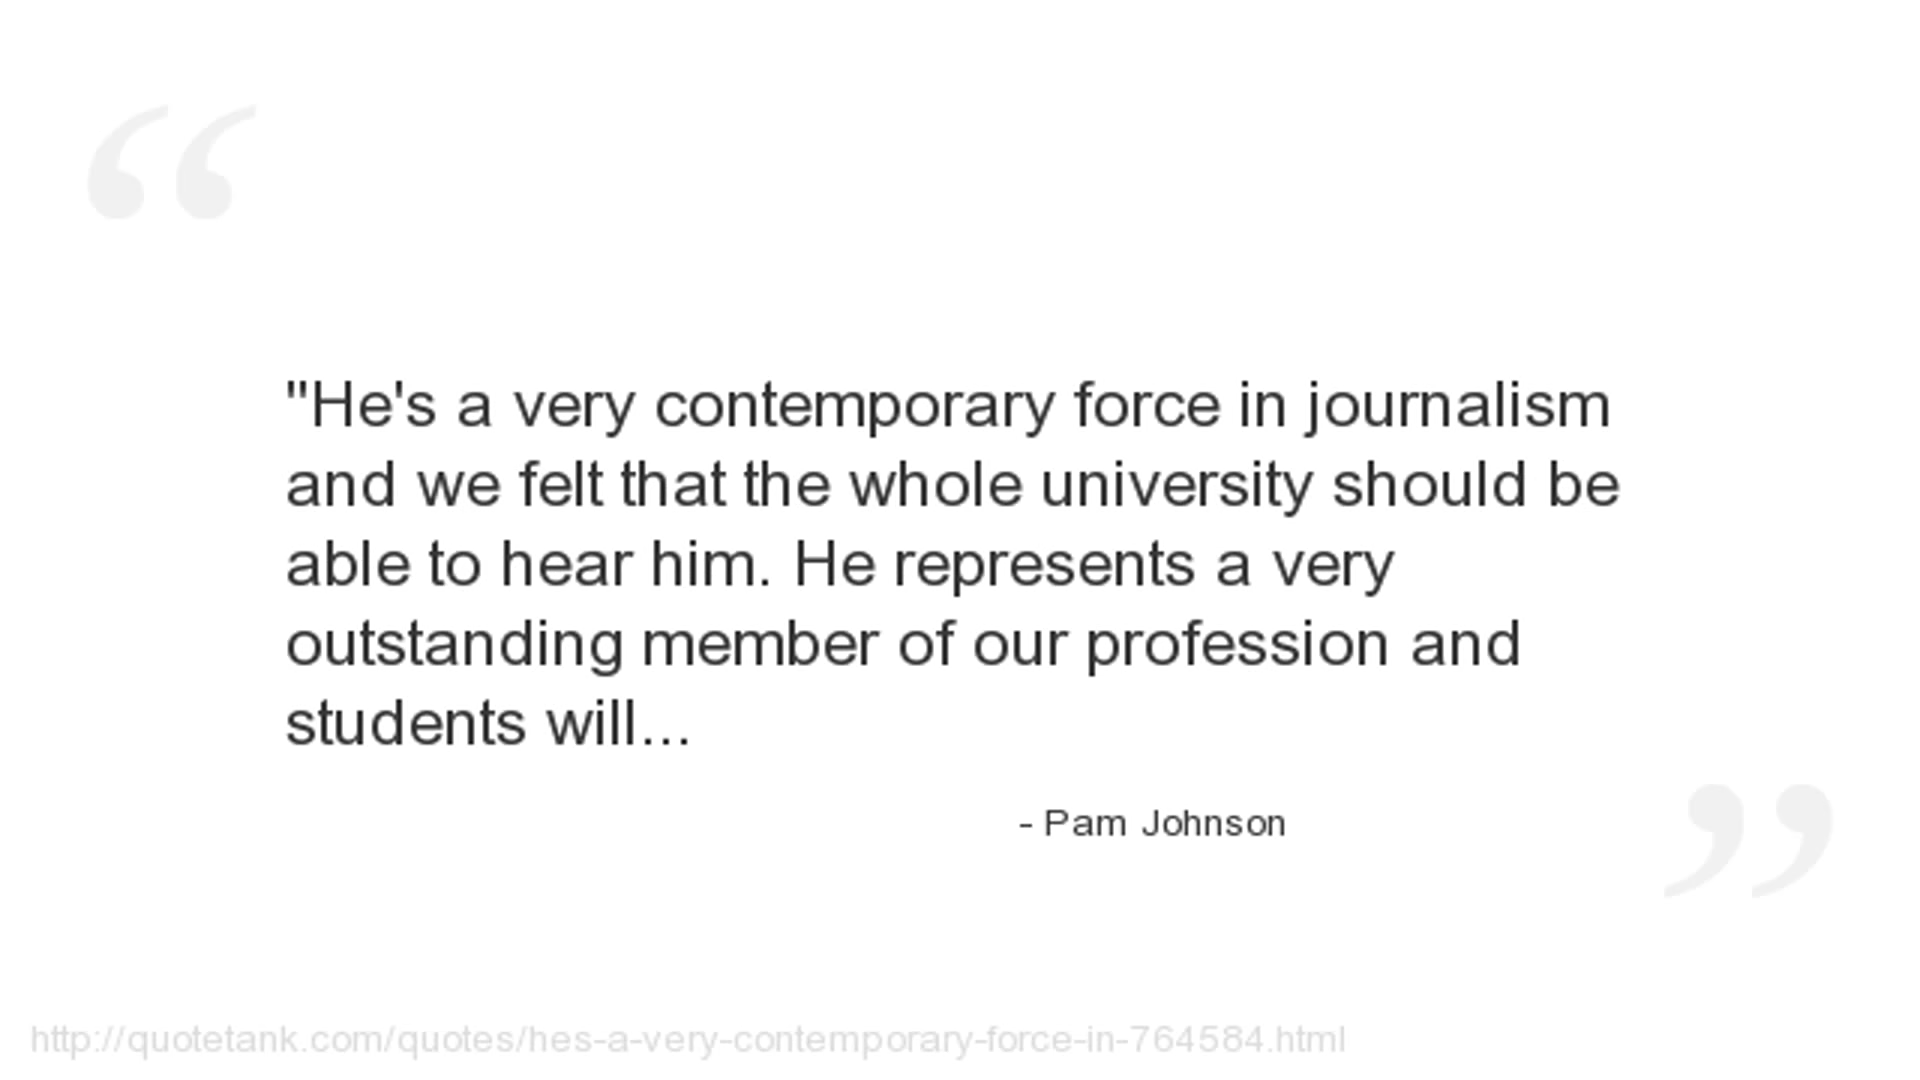 "He's a very contemporary force in journalism
and we felt that the whole university should be
able to hear him. He represents a very
outstanding member of our profession and
students will...
- Pam Johnson
http://quotetank.com/quotes/hes-a-very-contemporary-force-in-764584.html